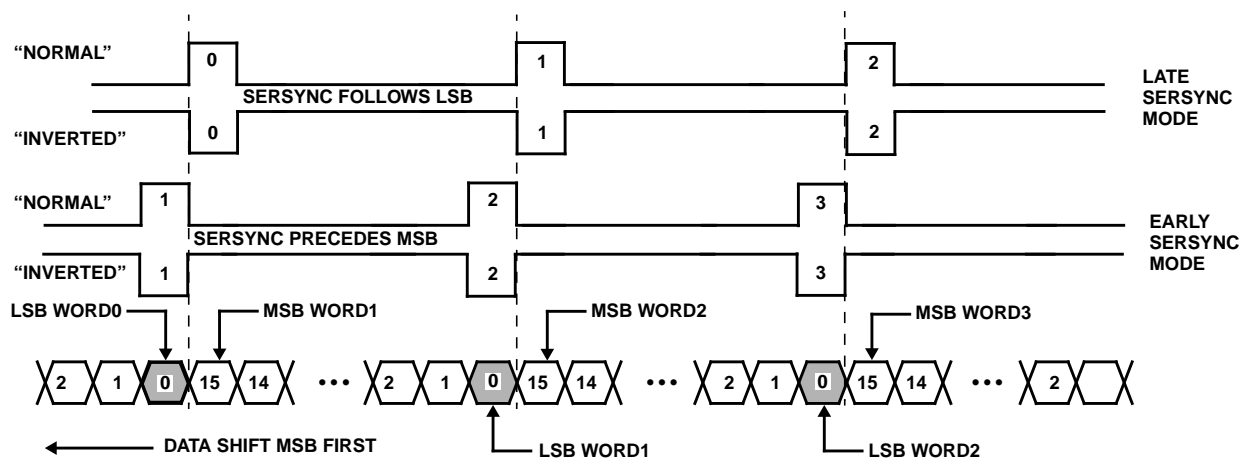 “NORMAL” 0 1 2
SERSYNC FOLLOWS LSB
LATE
SERSYNC
MODE
“INVERTED” 0 1 2
“NORMAL” 1 2 3
SERSYNC PRECEDES MSB
EARLY
SERSYNC
MODE
“INVERTED” 1 2 3
LSB WORD0 MSB WORD1 MSB WORD2 MSB WORD3
2 1 0 15 14 ••• 2 1 0 15 14 ••• 2 1 0 15 14 ••• 2
DATA SHIFT MSB FIRST LSB WORD1 LSB WORD2